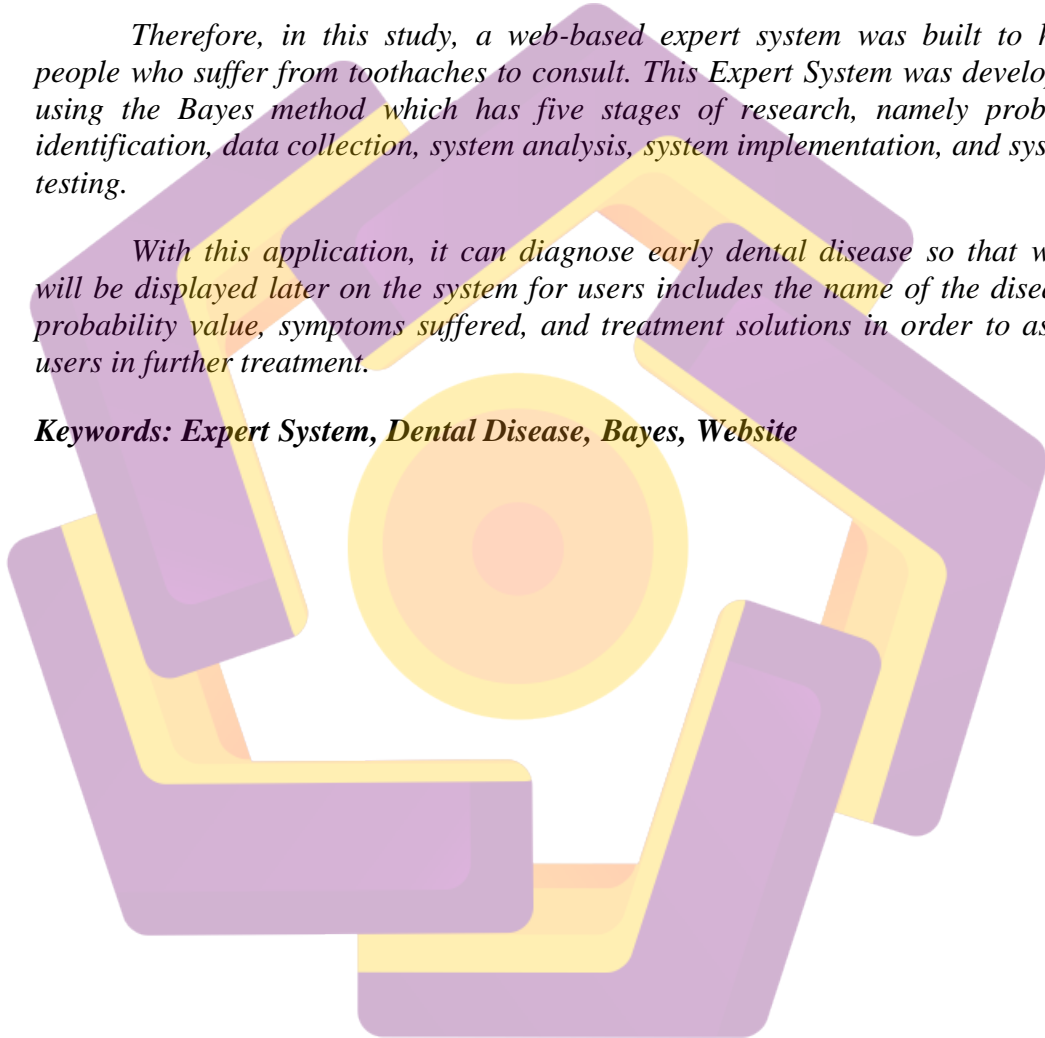 Therefore, in this study, a web-based expert system was built to h
people who suffer from toothaches to consult. This Expert System was develop
using the Bayes method which has five stages of research, namely prob
identification, data collection, system analysis, system implementation, and sys
testing.
With this application, it can diagnose early dental disease so that w
will be displayed later on the system for users includes the name of the disea
probability value, symptoms suffered, and treatment solutions in order to as
users in further treatment.
Keywords: Expert System, Dental Disease, Bayes, Website